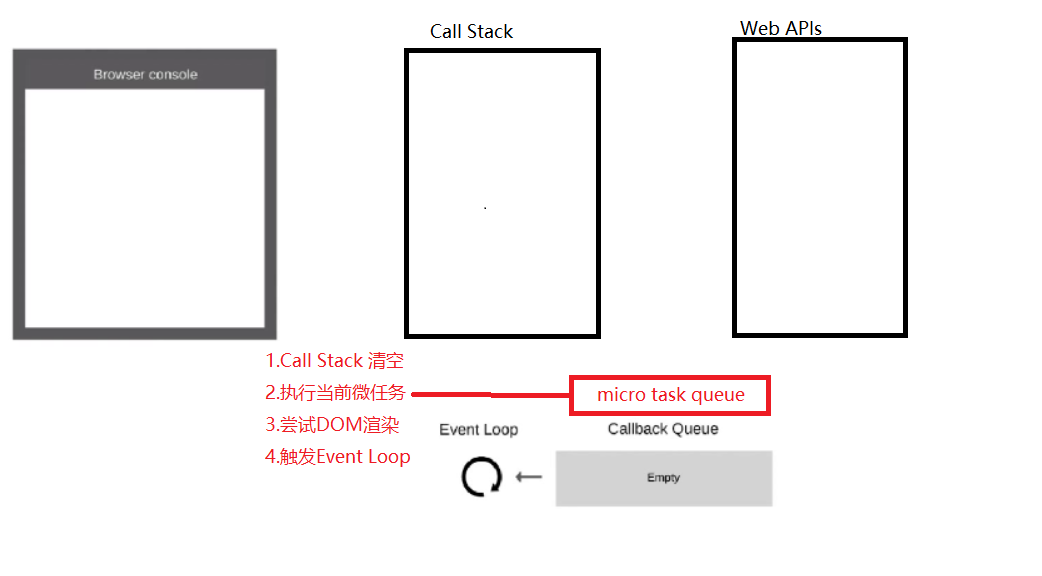 Call Stack
Web APIs
Browser console
1.Call Stack 清空
2.执行当前微任务
micro task queue
3.尝试DOM渲染
Event Loop
Callback Queue
4.触发Event Loop
Empty